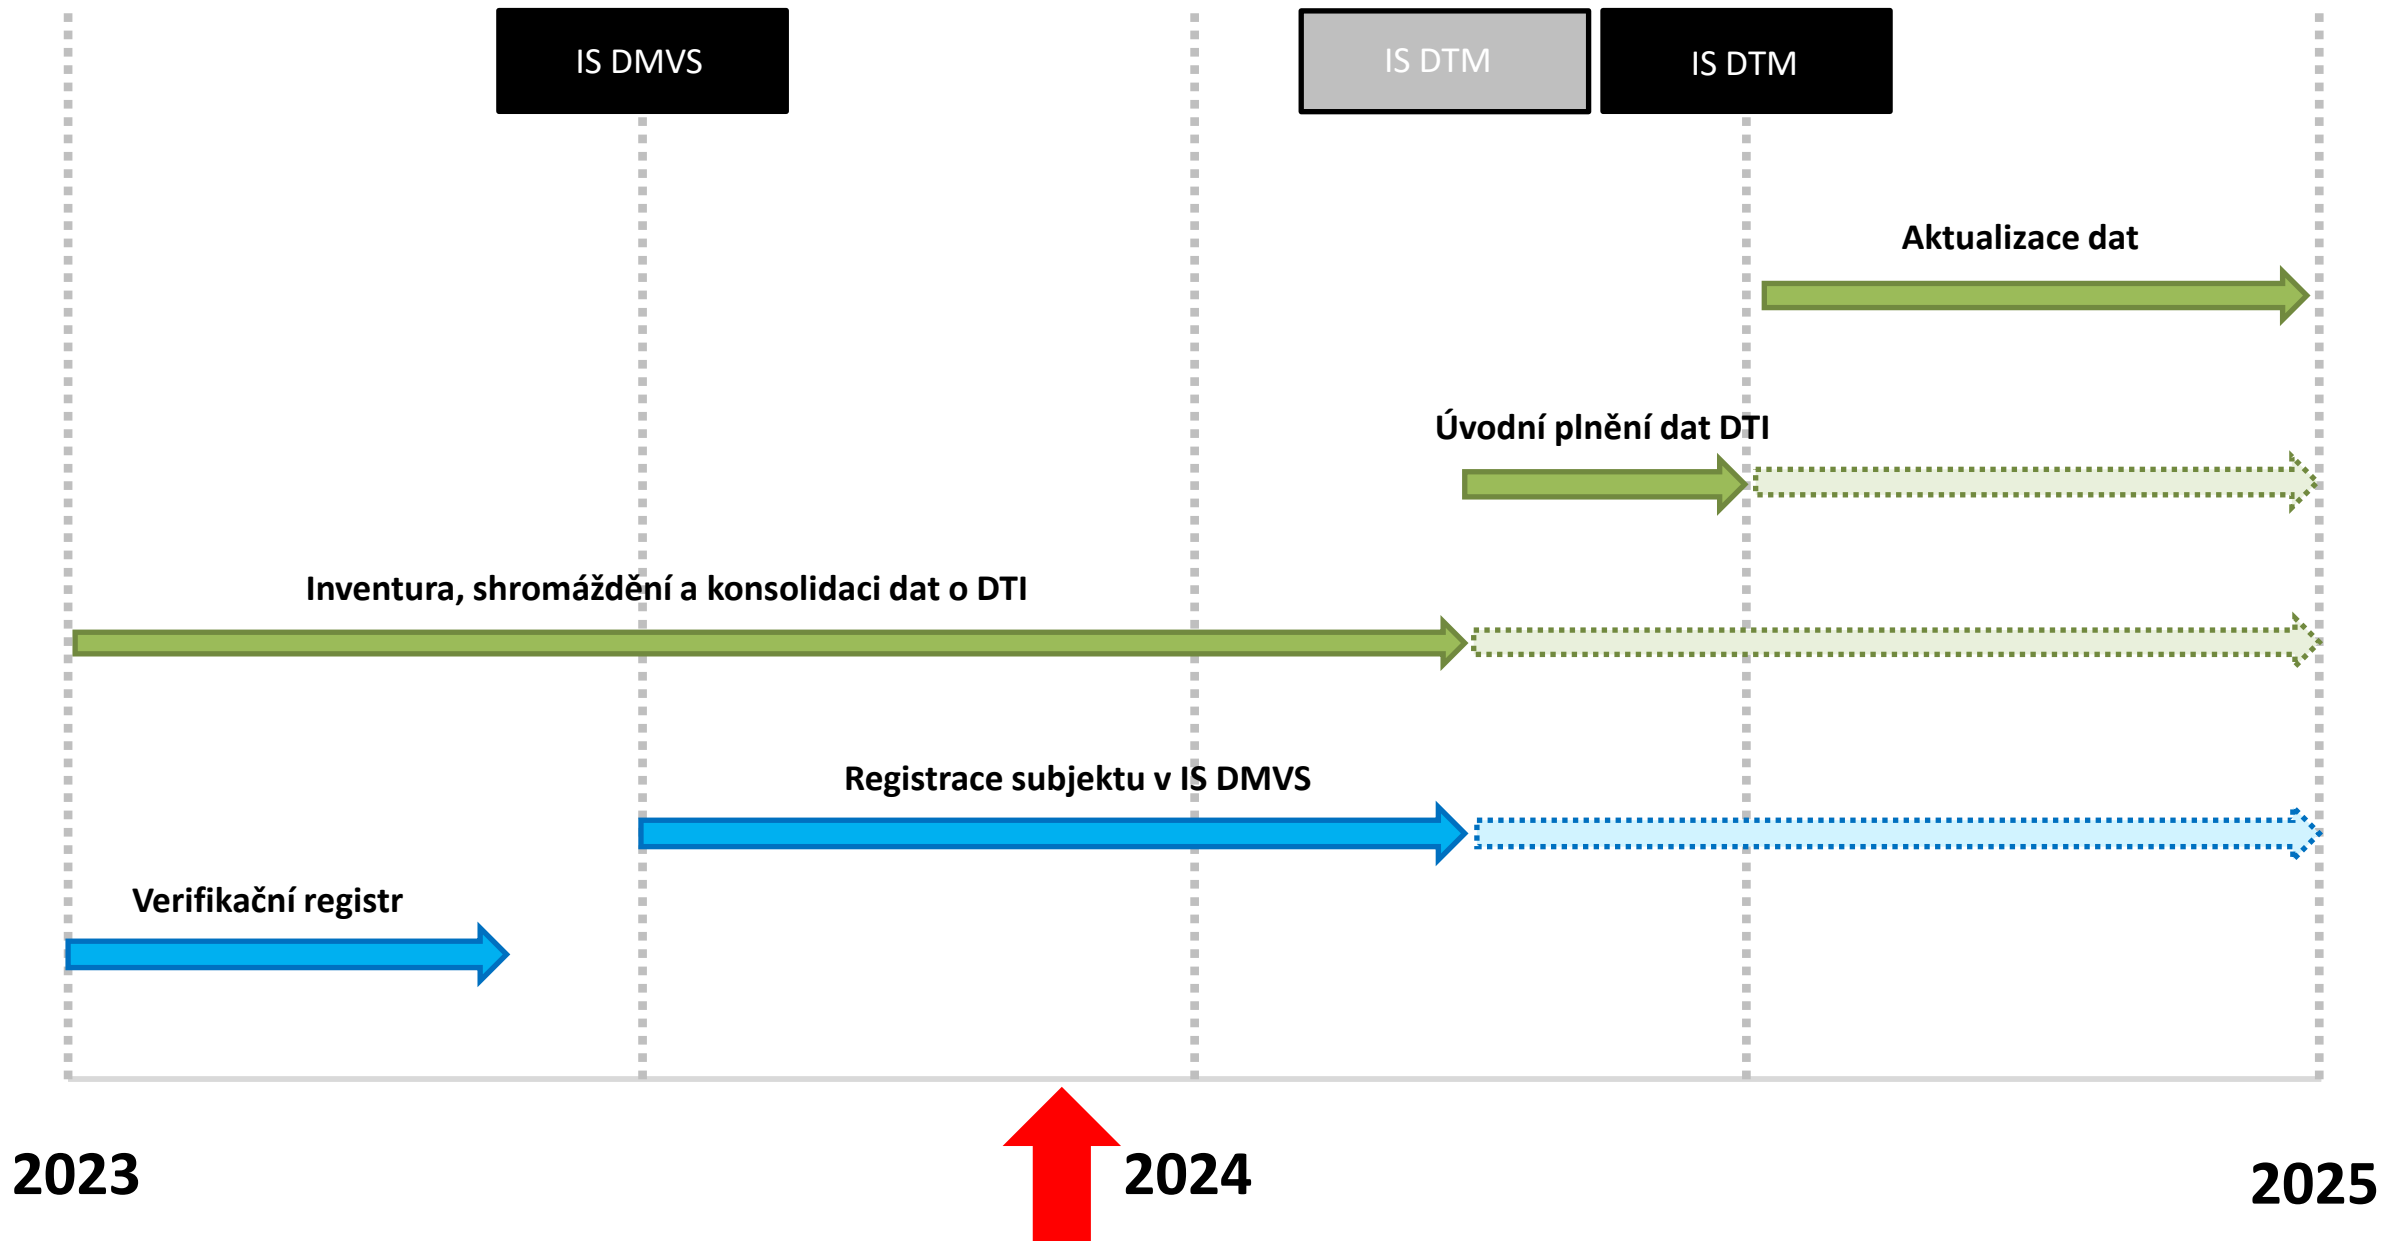 IS DMVS
IS DTM
IS DTM
Aktualizace dat
Úvodní plnění dat DTI
Inventura, shromáždění a konsolidaci dat o DTI
Registrace subjektu v IS DMVS
Verifikační registr
2023
2024
2025